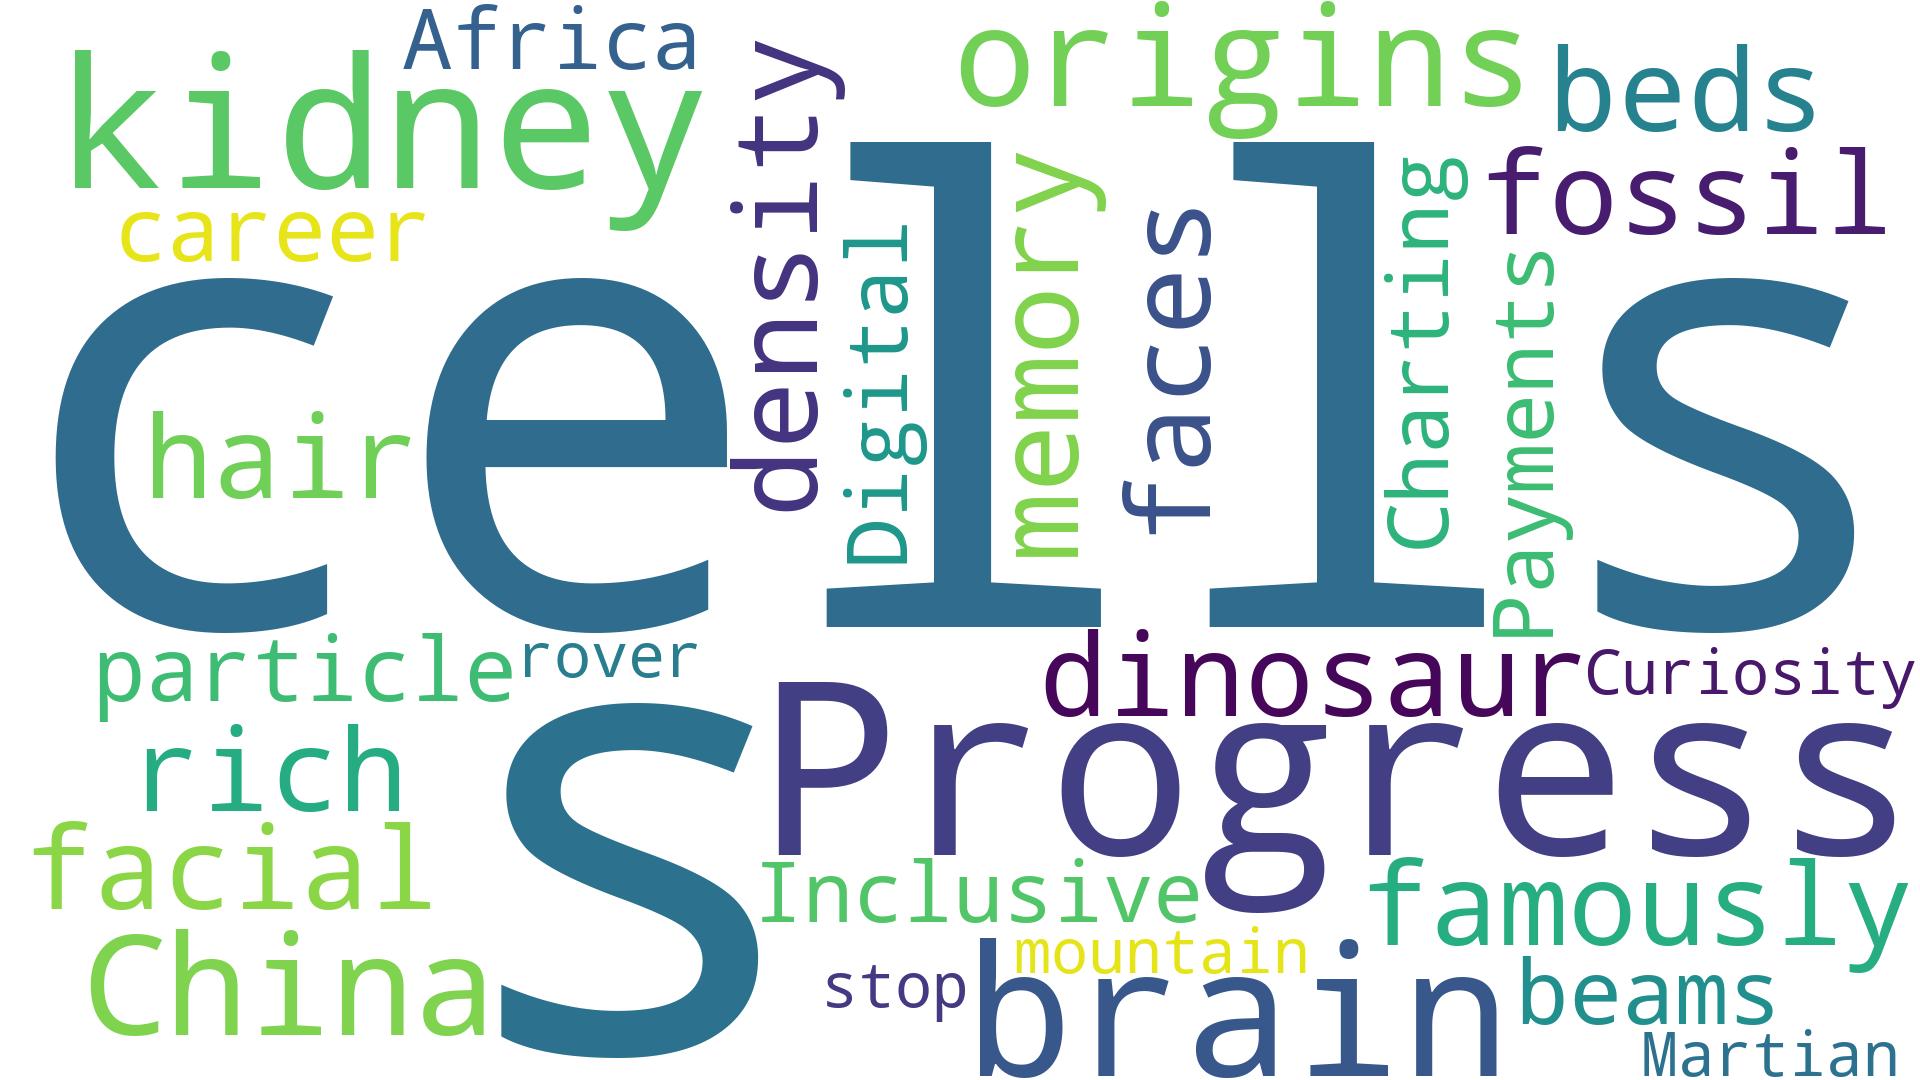 Africa
origins
kidney
density
beds
fossil
career
Digital
memory
faces
Charting
Payments
cells
hair
particle
rover
dinosaur
Curiosity
s
Progress
rich
facial
Inclusive
famously
China
mountain
stop
brain
beams
Martian